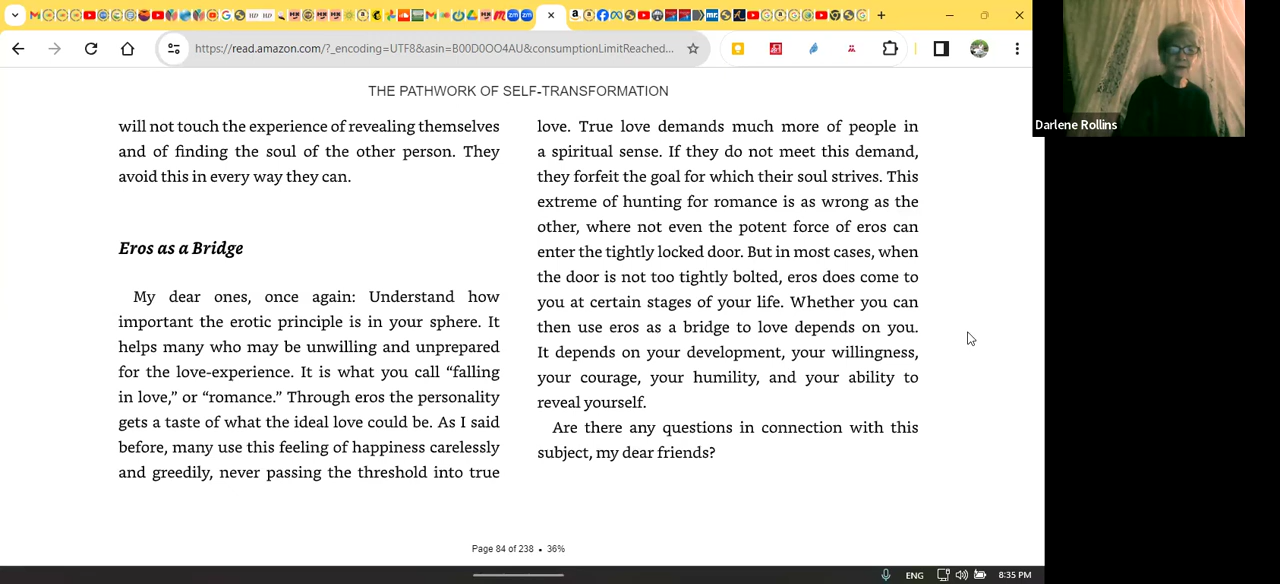 https://read.amazon.com/?_encoding=UTF8&asin=B00D0OO4AU&consumptionLimitReached...
THE PATHWORK OF SELF-TRANSFORMATION
will not touch the experience of revealing themselves
and of finding the soul of the other person. They
avoid this in every way they can.
Eros as a Bridge
My dear ones, once again: Understand how
important the erotic principle is in your sphere. It
helps many who may be unwilling and unprepared
for the love-experience. It is what you call “falling
in love,” or “romance.” Through eros the personality
gets a taste of what the ideal love could be. As I said
before, many use this feeling of happiness carelessly
and greedily, never passing the threshold into true
love. True love demands much more of people in
a spiritual sense. If they do not meet this demand,
they forfeit the goal for which their soul strives. This
extreme of hunting for romance is as wrong as the
other, where not even the potent force of eros can
enter the tightly locked door. But in most cases, when
the door is not too tightly bolted, eros does come to
you at certain stages of your life. Whether you can
then use eros as a bridge to love depends on you.
It depends on your development, your willingness,
your courage, your humility, and your ability to
reveal yourself.
Are there any questions in connection with this
subject, my dear friends?
Page 84 of 238 • 36%
Darlene Rollins
ENG
8:35 PM